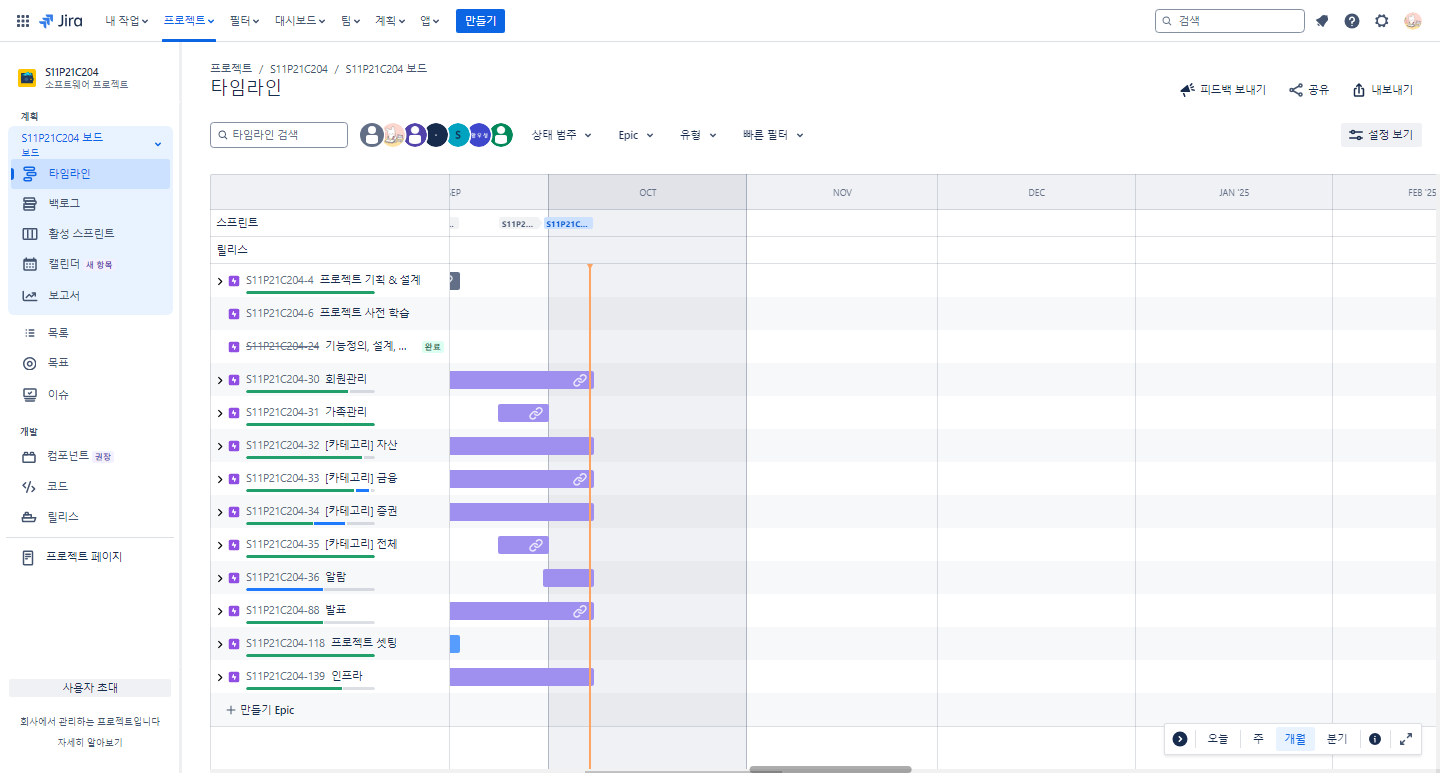 Jira 내 작업 프로젝트 필터 대시보드 팀 계획 앱 만들기 검색
S11P21C204
소프트웨어 프로젝트
계획
S11P21C204 보드
보드
타임라인
백로그
활성 스프린트
캘린더 새 항목
보고서
목록
목표
이슈
개발
컴포넌트 권장
코드
릴리스
프로젝트 페이지
사용자 초대
회사에서 관리하는 프로젝트입니다
자세히 알아보기
프로젝트 / S11P21C204 / S11P21C204 보드
타임라인
피드백 보내기 공유 내보내기
타임라인 검색 S 상태 범주 Epic 유형 빠른 필터 설정 보기
SEP OCT NOV DEC JAN '25 FEB '25
스프린트 ... S11P2... S11P21C...
릴리스
S11P21C204-4 프로젝트 기획 & 설계
S11P21C204-6 프로젝트 사전 학습
S11P21C204-24 기능정의, 설계, ... 완료
S11P21C204-30 회원관리
S11P21C204-31 가족관리
S11P21C204-32 [카테고리] 자산
S11P21C204-33 [카테고리] 금융
S11P21C204-34 [카테고리] 증권
S11P21C204-35 [카테고리] 전체
S11P21C204-36 알람
S11P21C204-88 발표
S11P21C204-118 프로젝트 셋팅
S11P21C204-139 인프라
+ 만들기 Epic
오늘 주 개월 분기